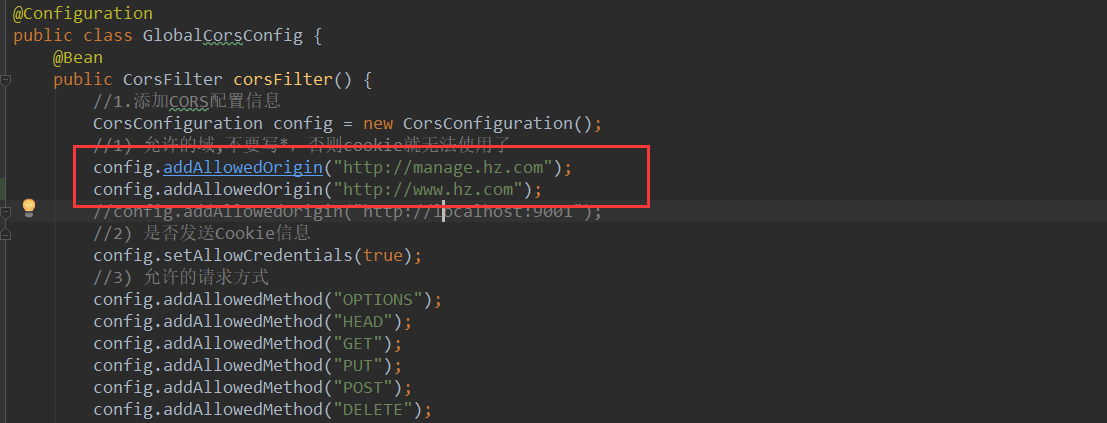 @Configuration
public class GlobalCorsConfig {
@Bean
public CorsFilter corsFilter() {
//1.添加CORS配置信息
CorsConfiguration config = new CorsConfiguration();
//1) 允许的域,不要写*，否则cookie就无法使用了
config.addAllowedOrigin("http://manage.hz.com");
config.addAllowedOrigin("http://www.hz.com");
//config.addAllowedOrigin("http://localhost:9001");
//2) 是否发送Cookie信息
config.setAllowCredentials(true);
//3) 允许的请求方式
config.addAllowedMethod("OPTIONS");
config.addAllowedMethod("HEAD");
config.addAllowedMethod("GET");
config.addAllowedMethod("PUT");
config.addAllowedMethod("POST");
config.addAllowedMethod("DELETE");